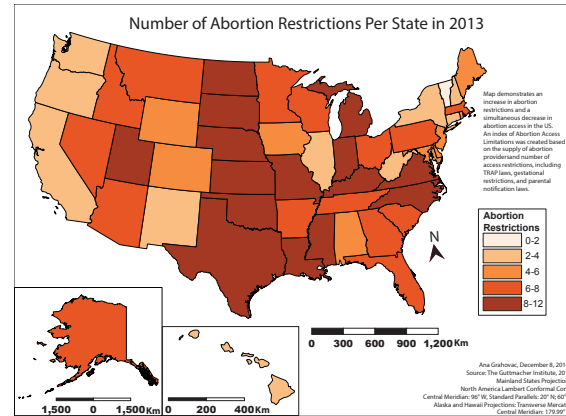 Number of Abortion Restrictions Per State in 2013
Map demonstrates an
increase in abortion
restrictions and a
simultaneous decrease in
abortion access in the US.
An index of Abortion Access
Limitations was created based
on the supply of abortion
providersand number of
access restrictions, including
TRAP laws, gestational
restrictions, and parental
notification laws.
Abortion
Restrictions
0-2
2-4
4-6
6-8
8-12
N
0 300 600 900 1,200 Km
1,500 0 1,500 Km
0 200 400 Km
Ana Grahovac, December 8, 201
Source: The Guttmacher Institute, 20
Mainland States Projectio
North America Lambert Conformal Con
Central Meridian: 96° W, Standard Parallels: 20° N; 60°
Alaska and Hawaii Projections: Transverse Mercat
Central Meridian: 179.99°